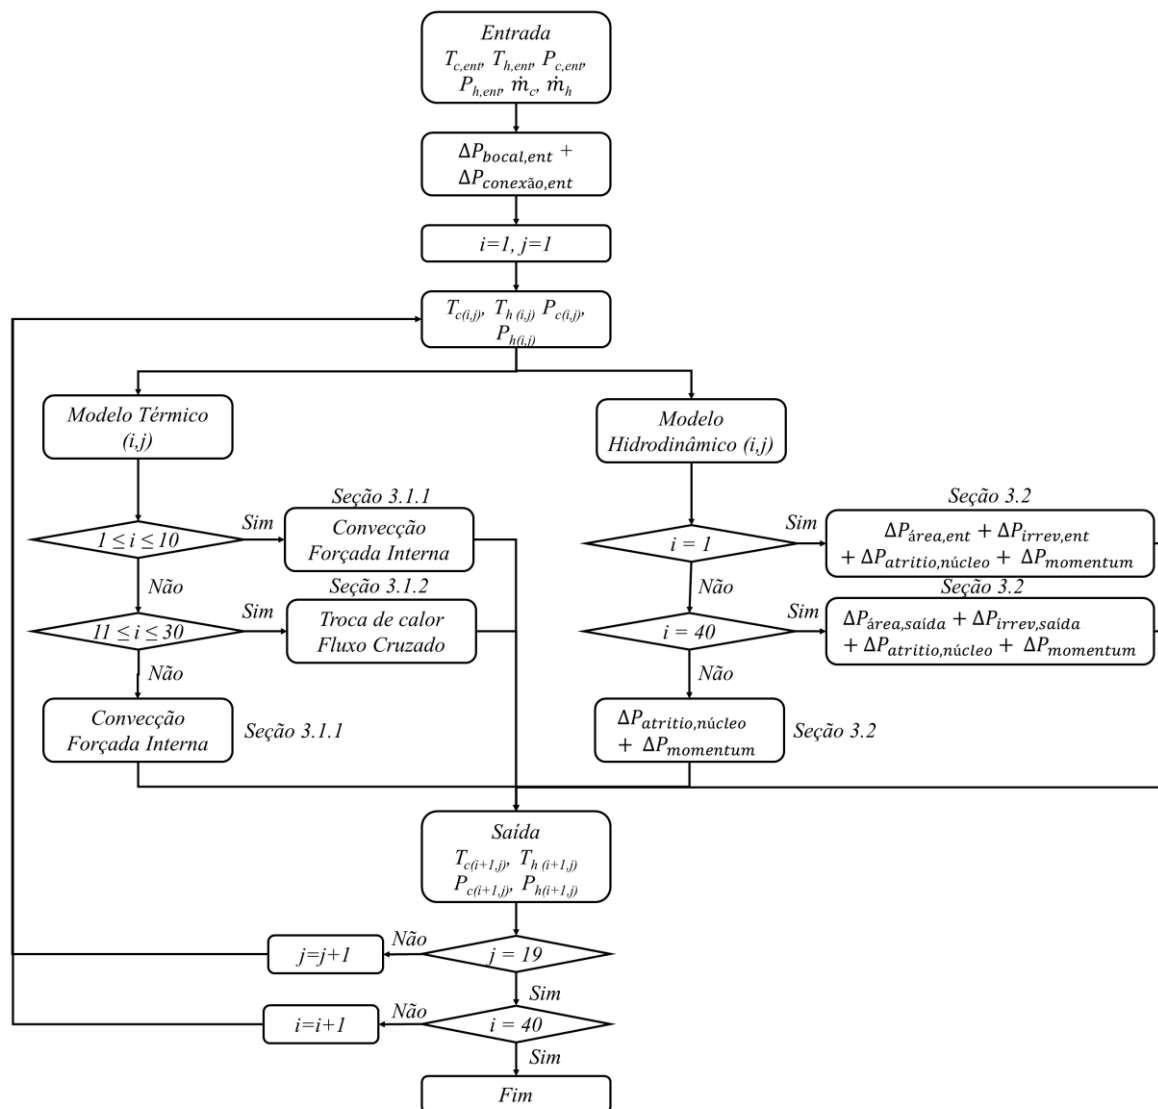 Entrada
T_{c,ent}, T_{h,ent}, P_{c,ent},
P_{h,ent}, ṁ_c, ṁ_h
ΔP_{bocal,ent} +
ΔP_{conexão,ent}
i=1, j=1
T_{c(i,j)}, T_{h (i,j)} P_{c(i,j)},
P_{h(i,j)}
Modelo Térmico
(i,j)
Modelo
Hidrodinâmico (i,j)
1 ≤ i ≤ 10
Sim
Seção 3.1.1
Convecção
Forçada Interna
Não
11 ≤ i ≤ 30
Sim
Seção 3.1.2
Troca de calor
Fluxo Cruzado
Não
Convecção
Forçada Interna
Seção 3.1.1
i = 1
Sim
Seção 3.2
ΔP_{área,ent} + ΔP_{irrev,ent}
+ ΔP_{atritio,núcleo} + ΔP_{momentum}
Não
i = 40
Sim
Seção 3.2
ΔP_{área,saída} + ΔP_{irrev,saída}
+ ΔP_{atritio,núcleo} + ΔP_{momentum}
Não
ΔP_{atritio,núcleo}
+ ΔP_{momentum}
Seção 3.2
Saída
T_{c(i+1,j)}, T_{h (i+1,j)}
P_{c(i+1,j)}, P_{h(i+1,j)}
j = 19
Não
j=j+1
Sim
i = 40
Não
i=i+1
Sim
Fim